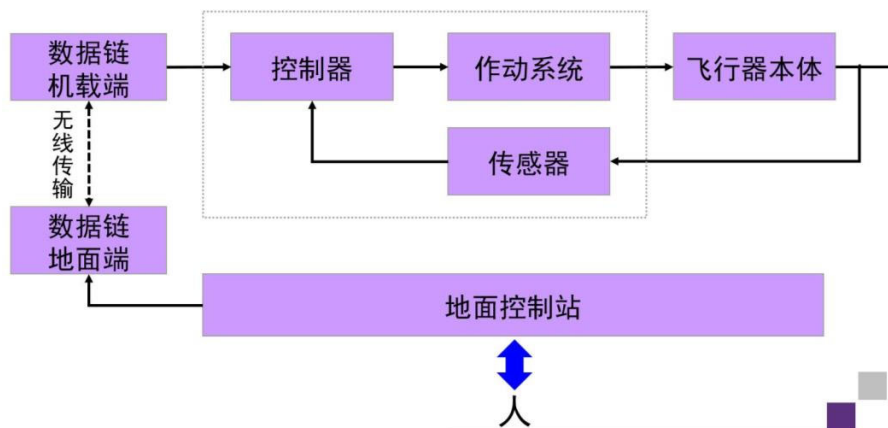 数据链
机载端
控制器
作动系统
飞行器本体
无线传输
传感器
数据链
地面端
地面控制站
人